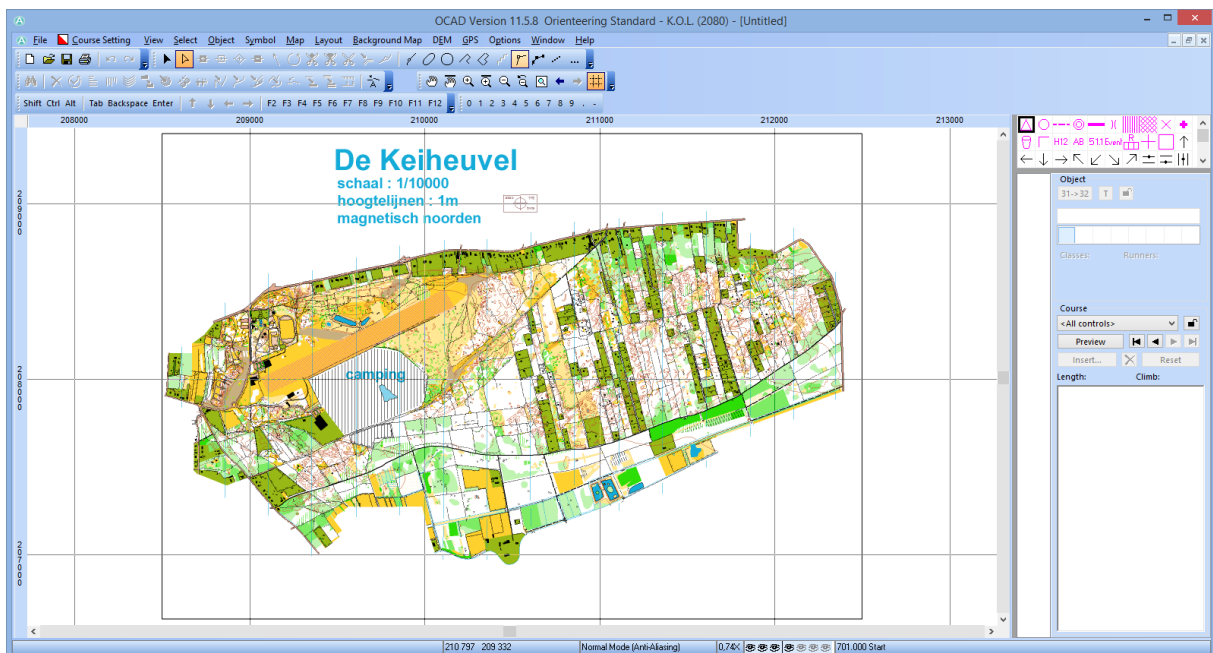 OCAD Version 11.5.8 Orienteering Standard - K.O.L. (2080) - [Untitled]
File Course Setting View Select Object Symbol Map Layout Background Map DEM GPS Options Window Help
Shift Ctrl Alt Tab Backspace Enter F2 F3 F4 F5 F6 F7 F8 F9 F10 F11 F12 0 1 2 3 4 5 6 7 8 9 . -
208000 209000 210000 211000 212000 213000
H12 AB 511 Event R
209000
208000
207000
De Keiheuvel
schaal : 1/10000
hoogtelijnen : 1m
magnetisch noorden
camping
Object
31->32 T
Classes: Runners:
Course
<All controls>
Preview
Insert... Reset
Length: Climb:
210 797 209 332 Normal Mode (Anti-Aliasing) 0,74X 701.000 Start